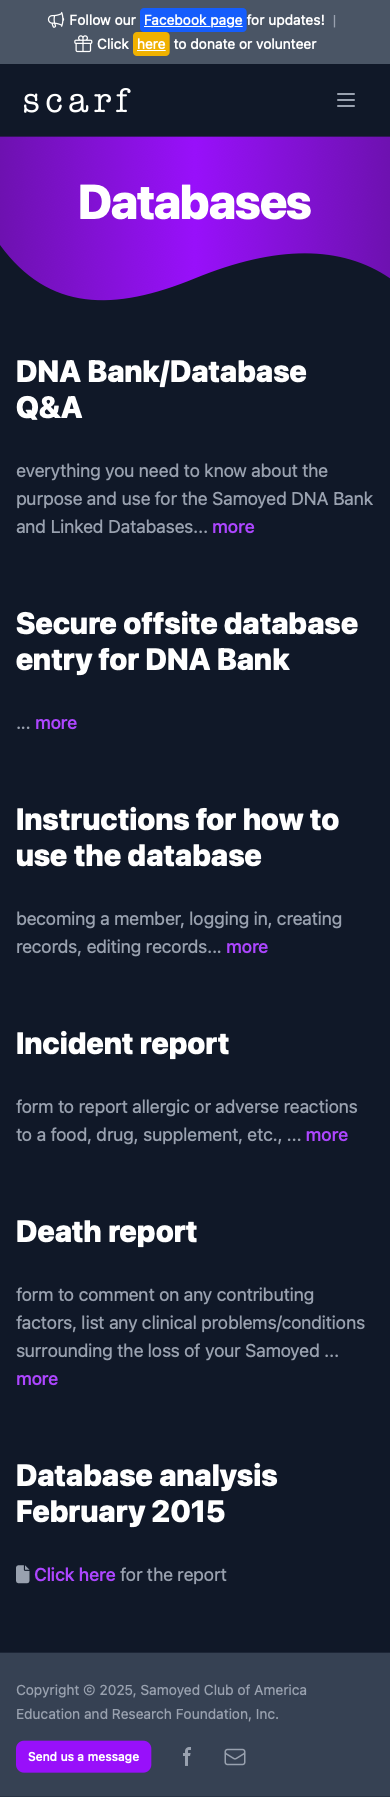 Follow our Facebook page for updates! |
Click here to donate or volunteer
scarf
Databases
DNA Bank/Database
Q&A
everything you need to know about the
purpose and use for the Samoyed DNA Bank
and Linked Databases... more
Secure offsite database
entry for DNA Bank
... more
Instructions for how to
use the database
becoming a member, logging in, creating
records, editing records... more
Incident report
form to report allergic or adverse reactions
to a food, drug, supplement, etc., ... more
Death report
form to comment on any contributing
factors, list any clinical problems/conditions
surrounding the loss of your Samoyed ...
more
Database analysis
February 2015
Click here for the report
Copyright © 2025, Samoyed Club of America
Education and Research Foundation, Inc.
Send us a message